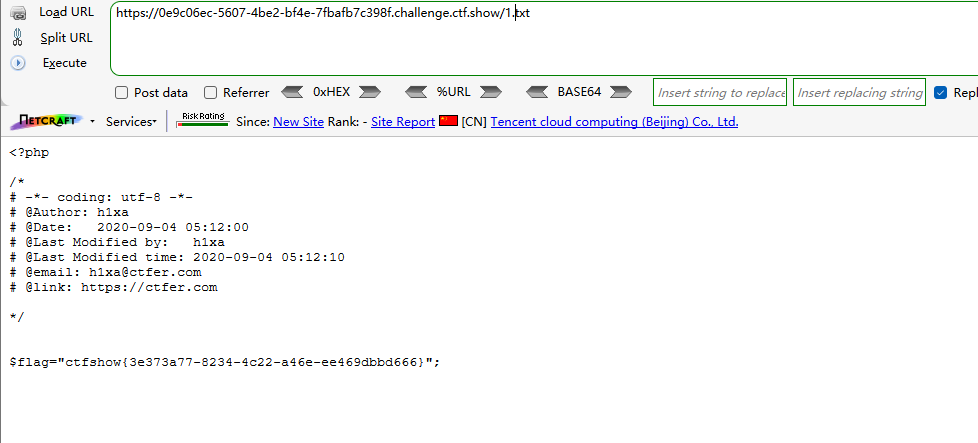 Load URL
https://0e9c06ec-5607-4be2-bf4e-7fbafb7c398f.challenge.ctf.show/1.txt
Split URL
Execute
Post data Referrer 0xHEX %URL BASE64 Insert string to replace Insert replacing string Repl
NETCRAFT Services Risk Rating Since: New Site Rank: - Site Report [CN] Tencent cloud computing (Beijing) Co., Ltd.
<?php
/*
# -*- coding: utf-8 -*-
# @Author: h1xa
# @Date:   2020-09-04 05:12:00
# @Last Modified by:   h1xa
# @Last Modified time: 2020-09-04 05:12:10
# @email: h1xa@ctfer.com
# @link: https://ctfer.com
*/
$flag="ctfshow{3e373a77-8234-4c22-a46e-ee469dbbd666}";